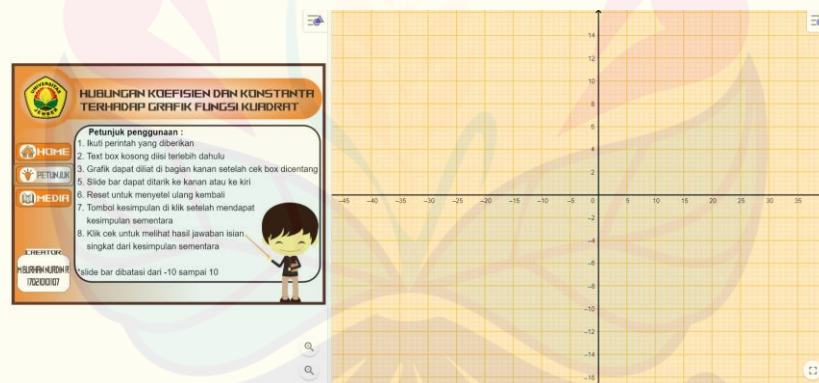 HUBUNGAN KOEFISIEN DAN KONSTANTA
TERHADAP GRAFIK FUNGSI KUADRAT
UNIVERSITAS
JEMBER
HOME
PETUNJUK
MEDIA
CREATOR
Petunjuk penggunaan :
1. Ikuti perintah yang diberikan
2. Text box kosong diisi terlebih dahulu
3. Grafik dapat diliat di bagian kanan setelah cek box dicentang
5. Slide bar dapat ditarik ke kanan atau ke kiri
6. Reset untuk menyetel ulang kembali
7. Tombol kesimpulan di klik setelah mendapat
kesimpulan sementara
8. Klik cek untuk melihat hasil jawaban isian
singkat dari kesimpulan sementara
*slide bar dibatasi dari -10 sampai 10
14
12
10
8
6
4
2
-45 -40 -35 -30 -25 -20 -15 -10 -5 0 5 10 15 20 25 30 35
-2
-4
-6
-8
-10
-12
-14
-16